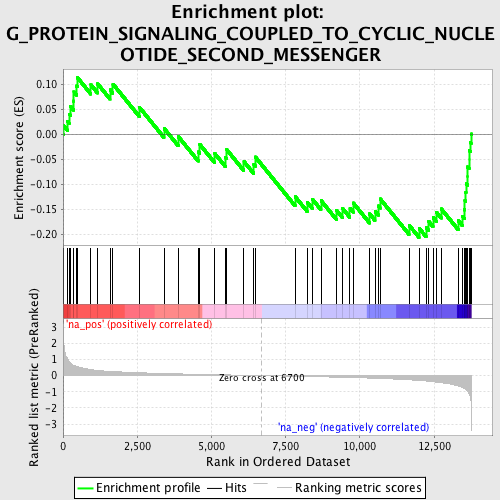 Enrichment plot:
G_PROTEIN_SIGNALING_COUPLED_TO_CYCLIC_NUCLE
OTIDE_SECOND_MESSENGER
Enrichment score (ES)
0.10
0.05
0.00
-0.05
-0.10
-0.15
-0.20
'na_pos' (positively correlated)
Ranked list metric (PreRanked)
3
2
1
0
-1
-2
-3
Zero cross at 6700
'na_neg' (negatively correlated)
0 2,500 5,000 7,500 10,000 12,500
Rank in Ordered Dataset
Enrichment profile Hits Ranking metric scores